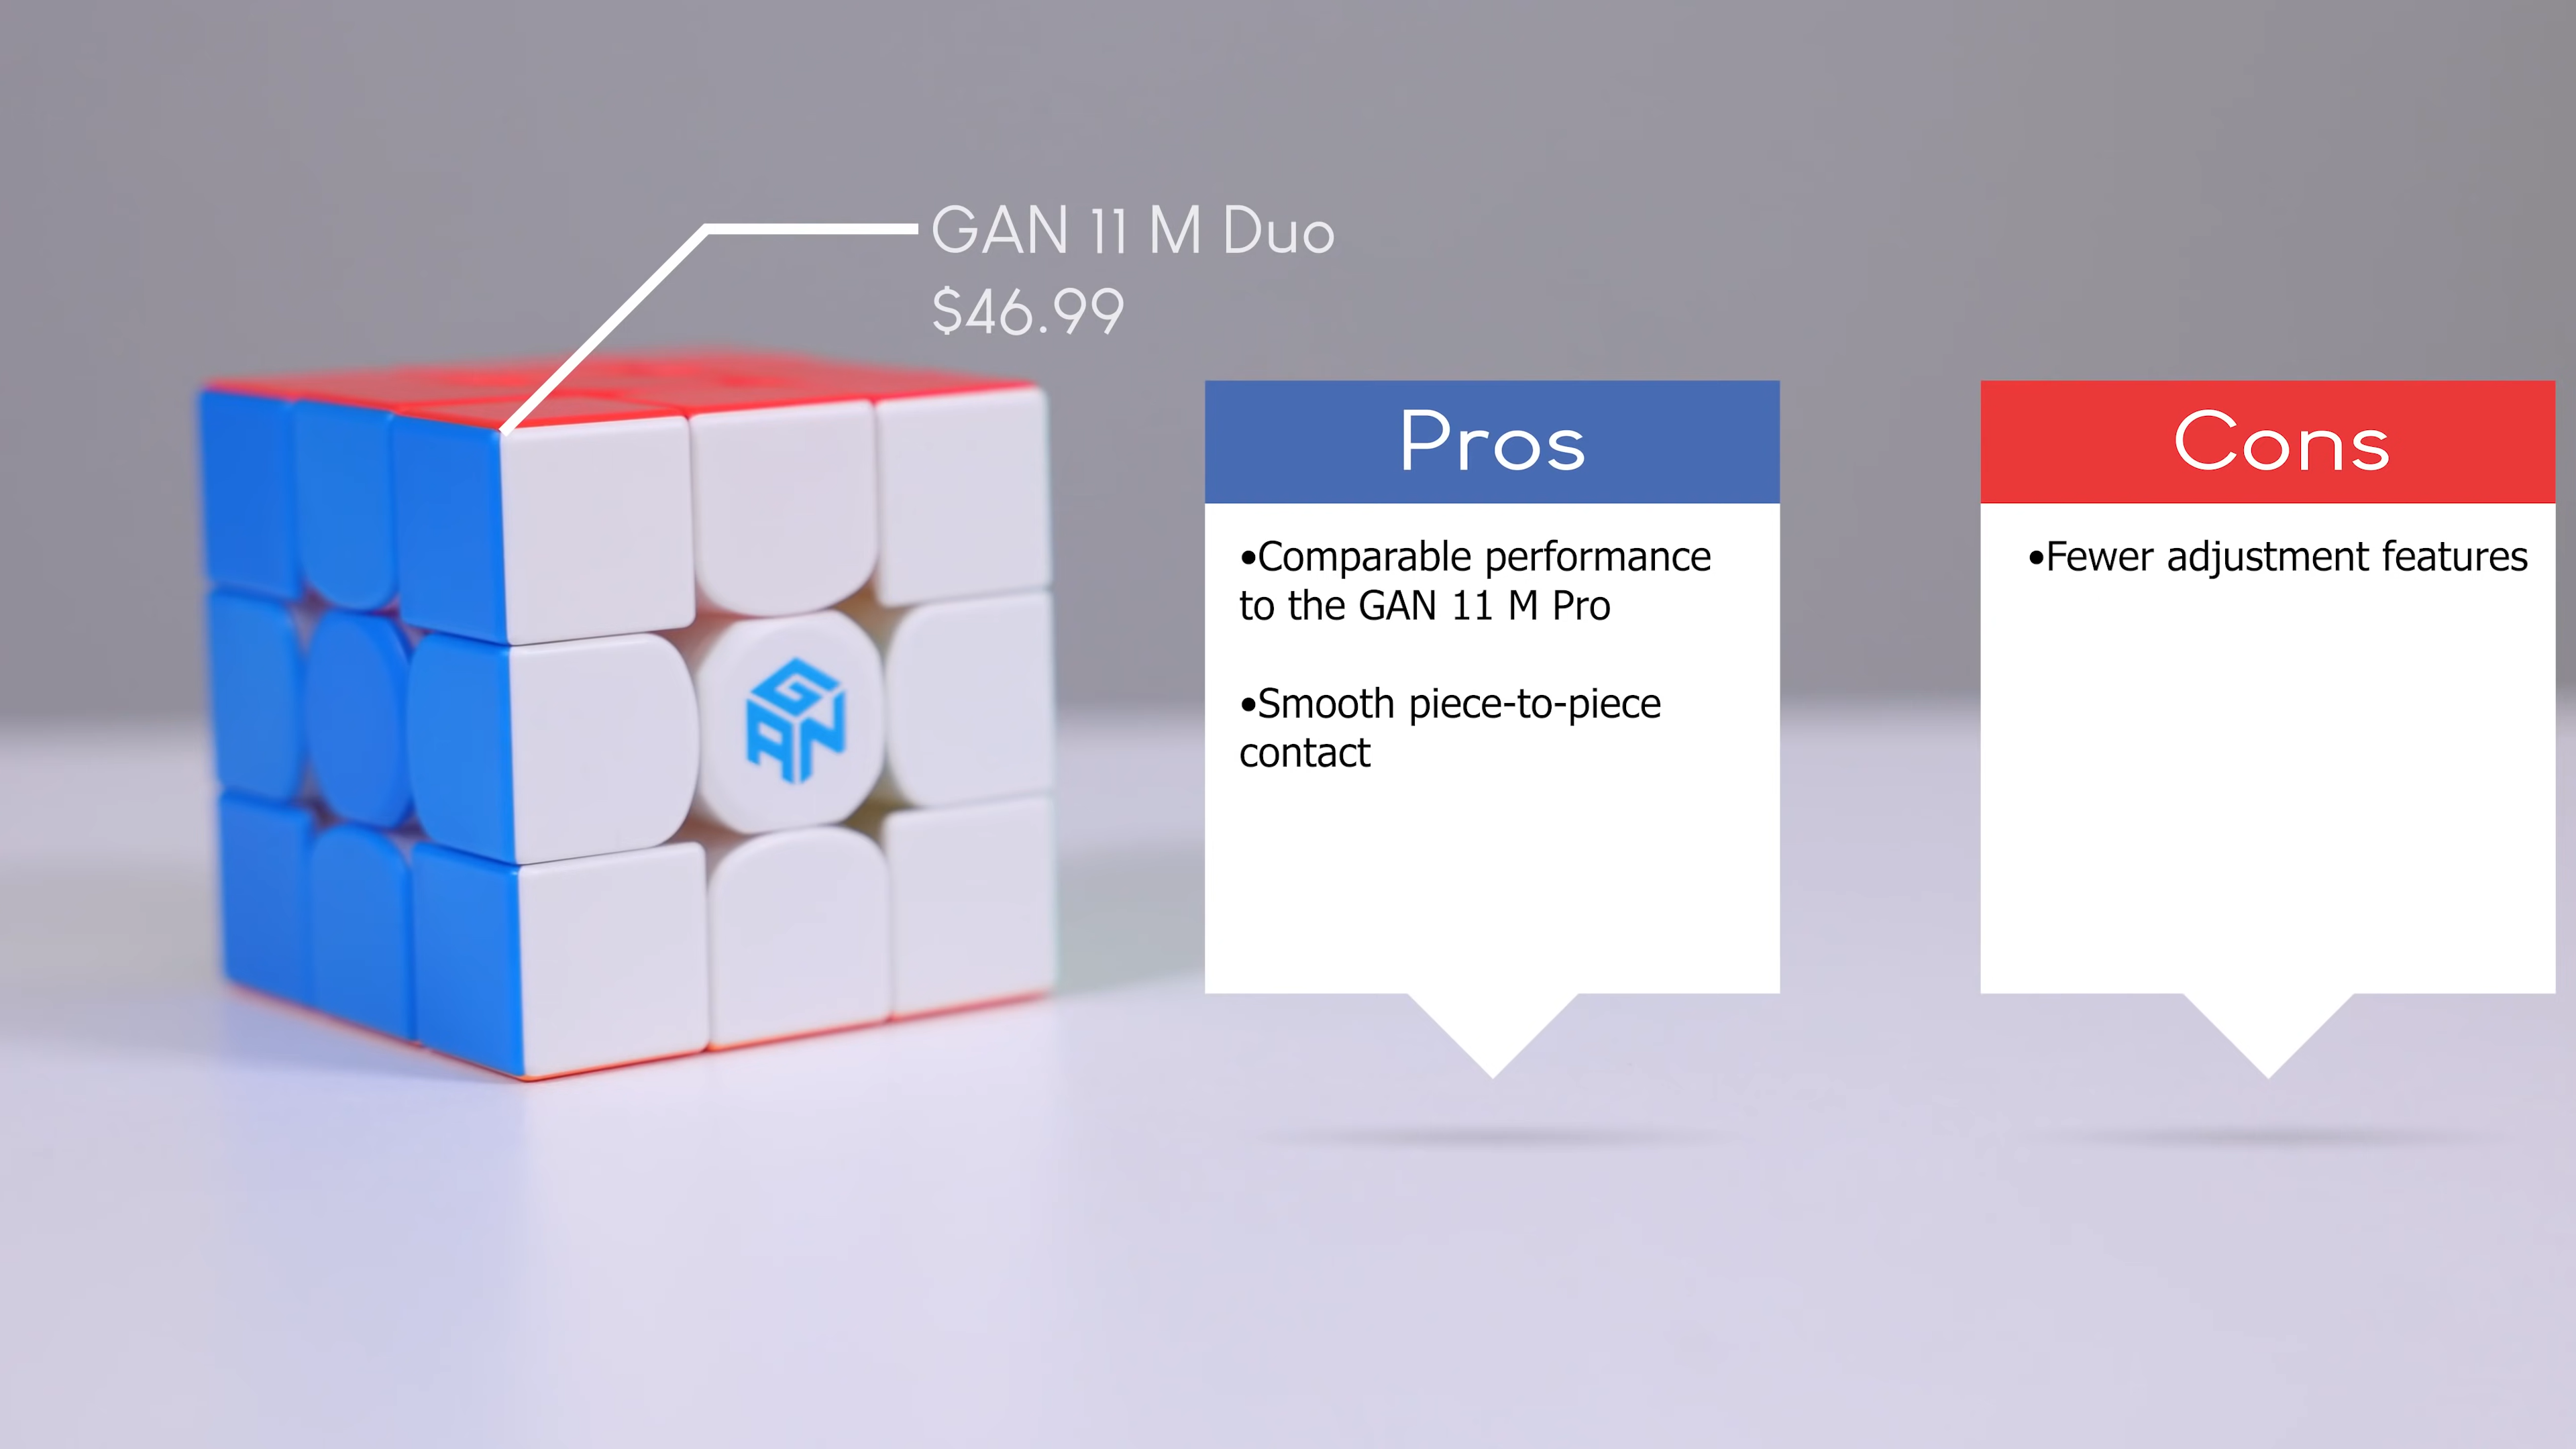 GAN 11 M Duo
$46.99
Pros
•Comparable performance
to the GAN 11 M Pro
•Smooth piece-to-piece
contact
Cons
•Fewer adjustment features
GAN